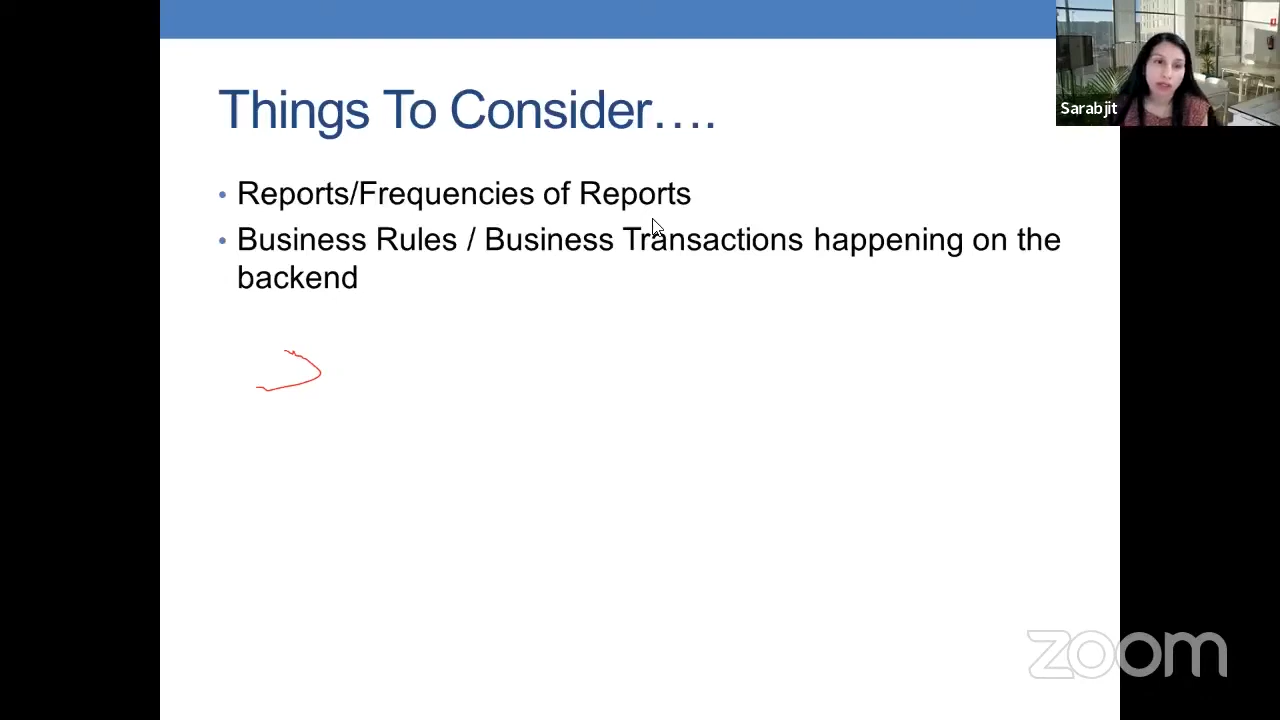 Things To Consider….
• Reports/Frequencies of Reports
• Business Rules / Business Transactions happening on the
backend
Sarabjit
zoom